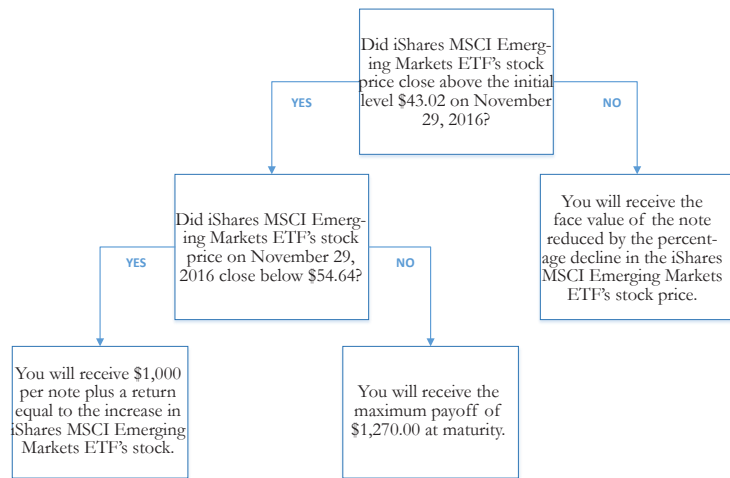 Did iShares MSCI Emerg-
ing Markets ETF's stock
price close above the initial
level $43.02 on November
29, 2016?
YES
NO
Did iShares MSCI Emerg-
ing Markets ETF's stock
price on November 29,
2016 close below $54.64?
You will receive the
face value of the note
reduced by the percent-
age decline in the iShares
MSCI Emerging Markets
ETF's stock price.
YES
NO
You will receive $1,000
per note plus a return
equal to the increase in
iShares MSCI Emerging
Markets ETF's stock.
You will receive the
maximum payoff of
$1,270.00 at maturity.